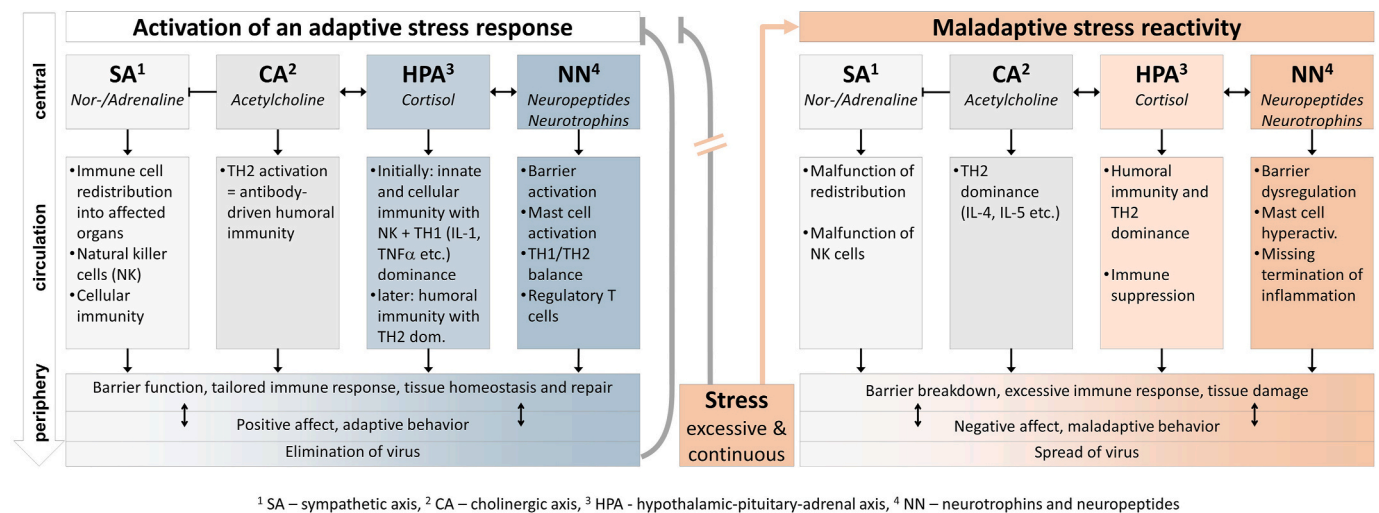 Activation of an adaptive stress response
central
SA1
Nor-/Adrenaline
CA2
Acetylcholine
HPA3
Cortisol
NN4
Neuropeptides
Neurotrophins
circulation
•Immune cell
redistribution
into affected
organs
•Natural killer
cells (NK)
•Cellular
immunity
•TH2 activation
= antibody-
driven humoral
immunity
•Initially: innate
and cellular
immunity with
NK + TH1 (IL-1,
TNFα etc.)
dominance
•later: humoral
immunity with
TH2 dom.
•Barrier
activation
•Mast cell
activation
•TH1/TH2
balance
•Regulatory T
cells
periphery
Barrier function, tailored immune response, tissue homeostasis and repair
Positive affect, adaptive behavior
Elimination of virus
Stress
excessive &
continuous
Maladaptive stress reactivity
SA1
Nor-/Adrenaline
CA2
Acetylcholine
HPA3
Cortisol
NN4
Neuropeptides
Neurotrophins
•Malfunction of
redistribution
•Malfunction of
NK cells
•TH2
dominance
(IL-4, IL-5 etc.)
•Humoral
immunity and
TH2
dominance
•Immune
suppression
•Barrier
dysregulation
•Mast cell
hyperactiv.
•Missing
termination of
inflammation
Barrier breakdown, excessive immune response, tissue damage
Negative affect, maladaptive behavior
Spread of virus
1 SA – sympathetic axis, 2 CA – cholinergic axis, 3 HPA - hypothalamic-pituitary-adrenal axis, 4 NN – neurotrophins and neuropeptides